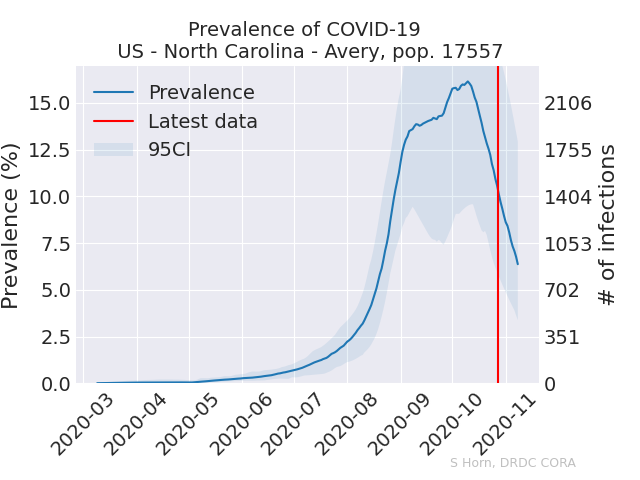 Prevalence of COVID-19
US - North Carolina - Avery, pop. 17557
Prevalence
Latest data
95CI
Prevalence (%)
15.0
12.5
10.0
7.5
5.0
2.5
0.0
2106
1755
1404
1053
702
351
0
# of infections
2020-03
2020-04
2020-05
2020-06
2020-07
2020-08
2020-09
2020-10
2020-11
S Horn, DRDC CORA